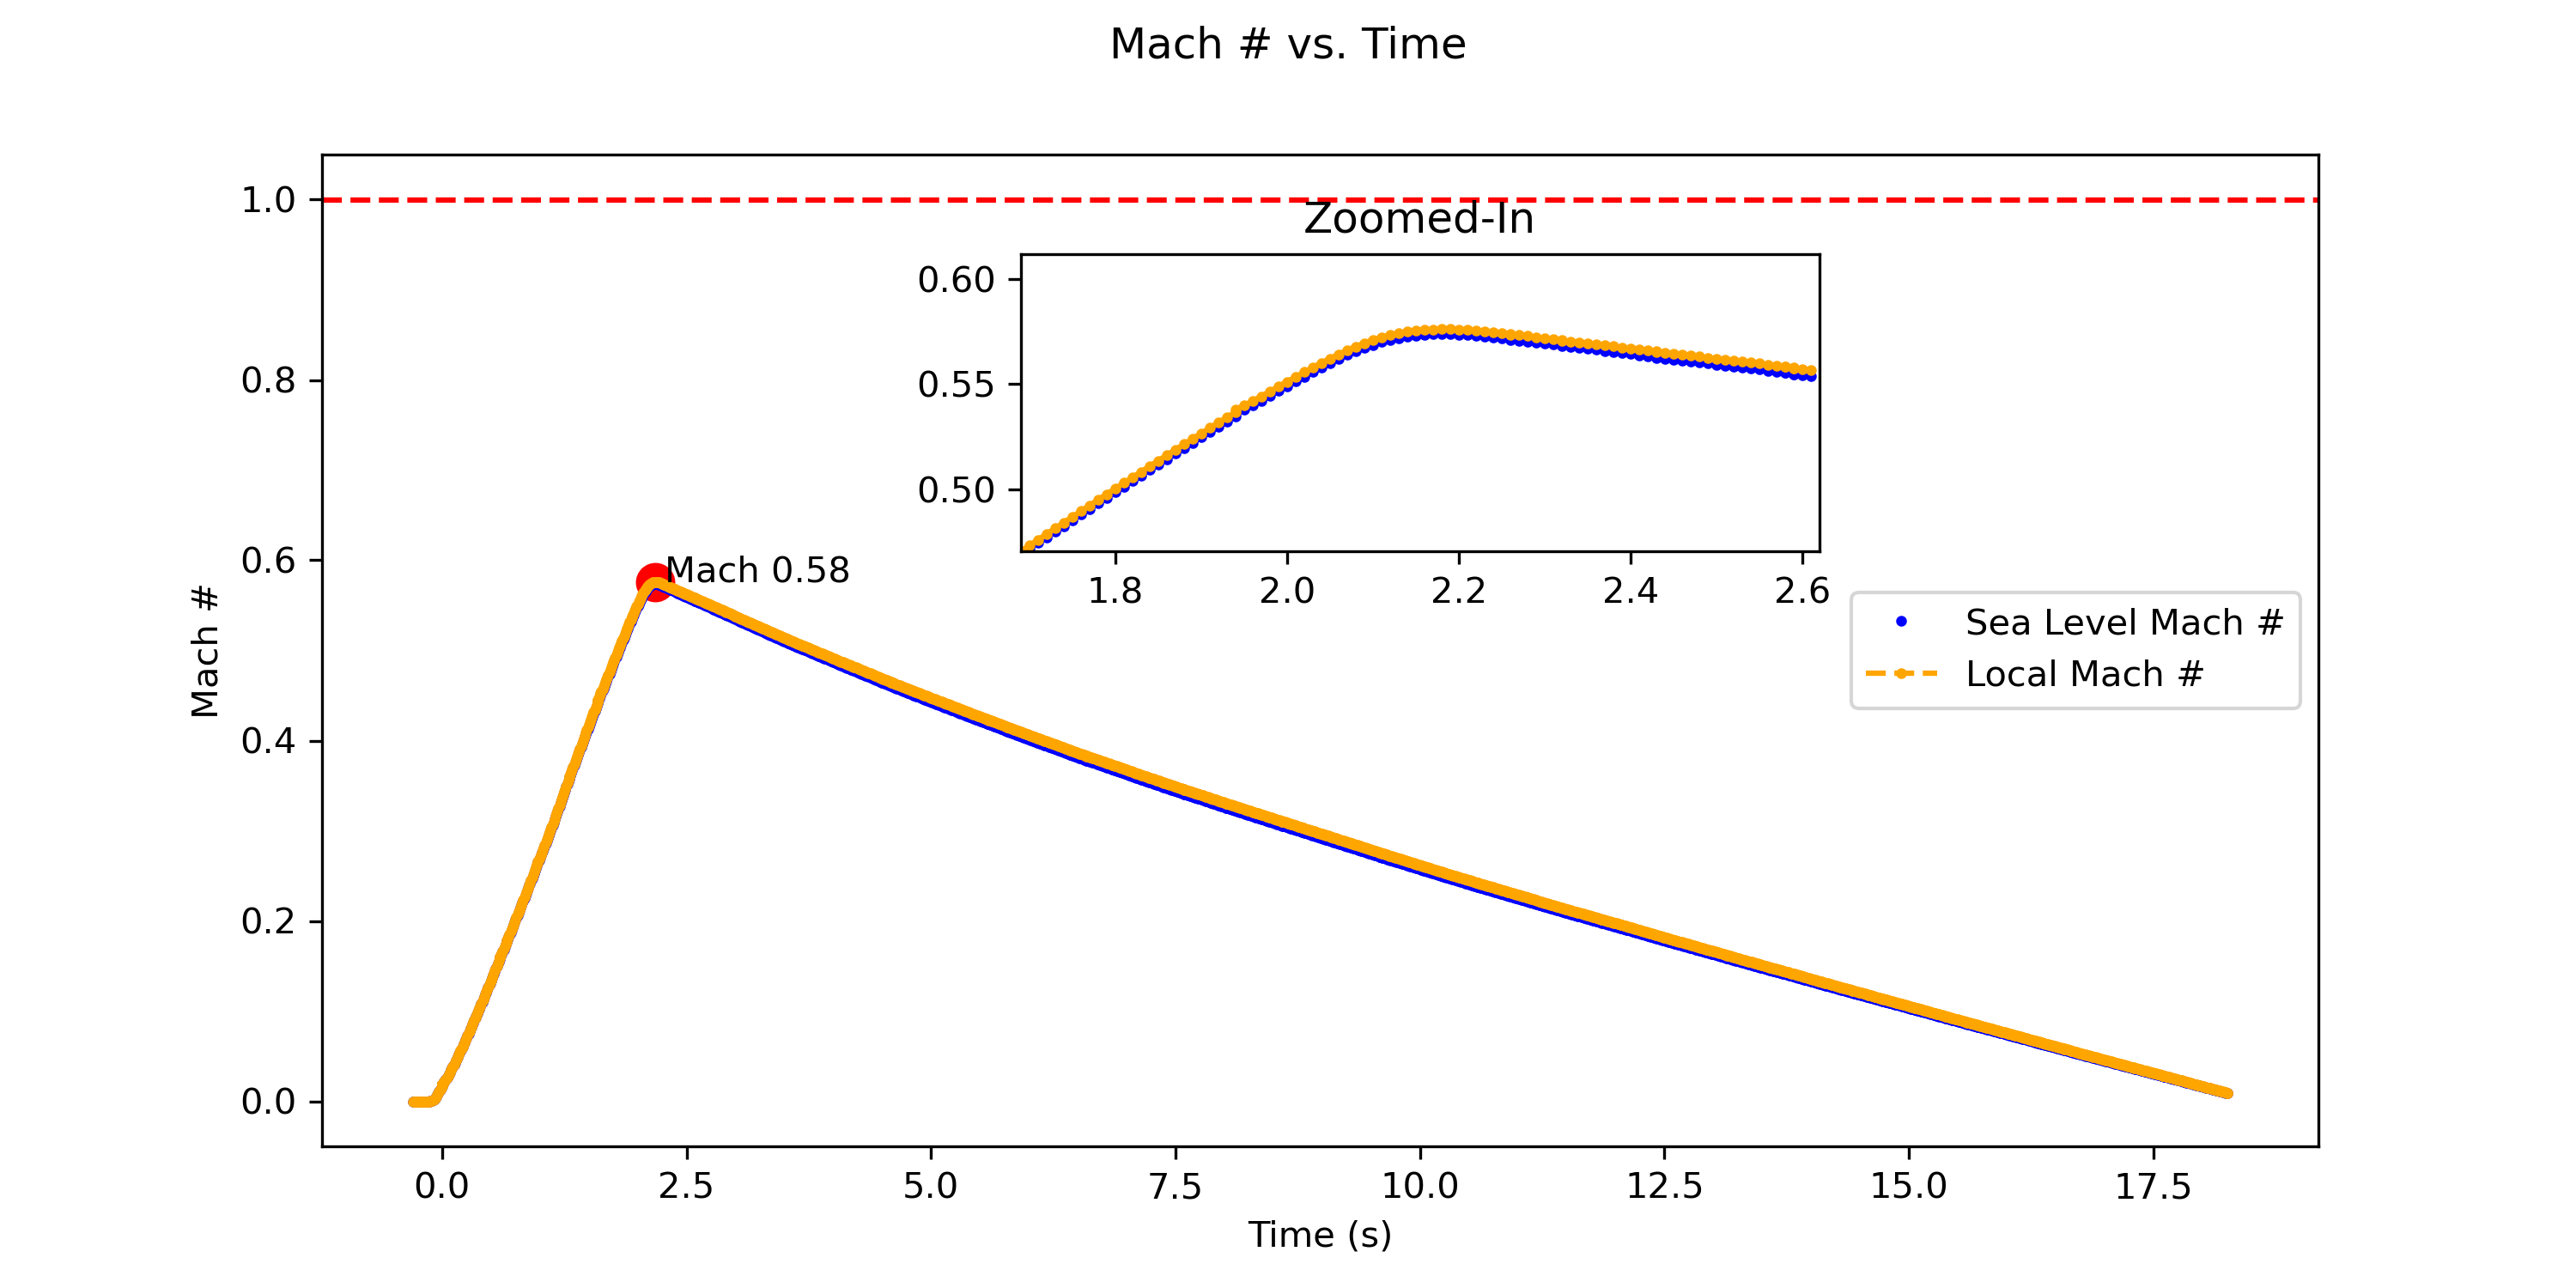 Mach # vs. Time
1.0
0.8
0.6
0.4
0.2
0.0
Mach #
Zoomed-In
0.60
0.55
0.50
1.8 2.0 2.2 2.4 2.6
Mach 0.58
Sea Level Mach #
Local Mach #
0.0 2.5 5.0 7.5 10.0 12.5 15.0 17.5
Time (s)